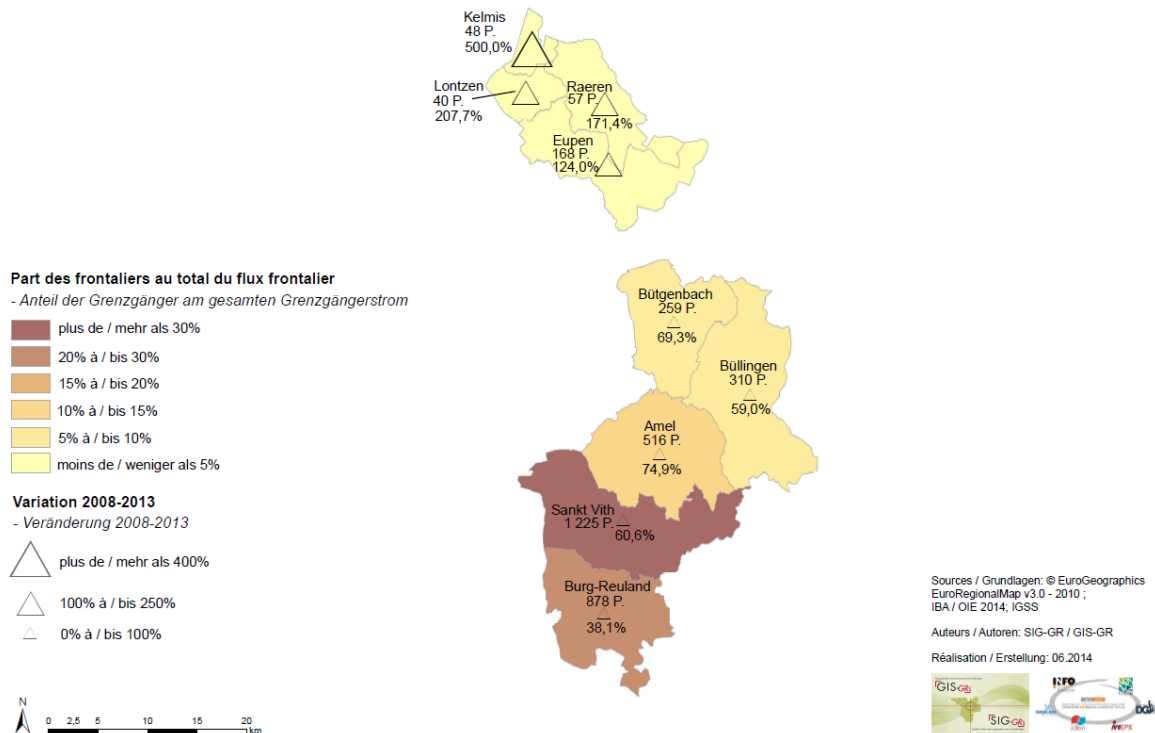 Kelmis
48 P.
500,0%
Lontzen
40 P.
207,7%
Raeren
57 P.
171,4%
Eupen
168 P.
124,0%
Part des frontaliers au total du flux frontalier
- Anteil der Grenzgänger am gesamten Grenzgängerstrom
plus de / mehr als 30%
20% à / bis 30%
15% à / bis 20%
10% à / bis 15%
5% à / bis 10%
moins de / weniger als 5%
Variation 2008-2013
- Veränderung 2008-2013
plus de / mehr als 400%
100% à / bis 250%
0% à / bis 100%
Bütgenbach
259 P.
69,3%
Büllingen
310 P.
59,0%
Amel
516 P.
74,9%
Sankt Vith
1 225 P.
60,6%
Burg-Reuland
878 P.
38,1%
N
0 2,5 5 10 15 20
km
Sources / Grundlagen: © EuroGeographics
EuroRegionalMap v3.0 - 2010 ;
IBA / OIE 2014; IGSS
Auteurs / Autoren: SIG-GR / GIS-GR
Réalisation / Erstellung: 06.2014
GIS-GR
SIG-GR